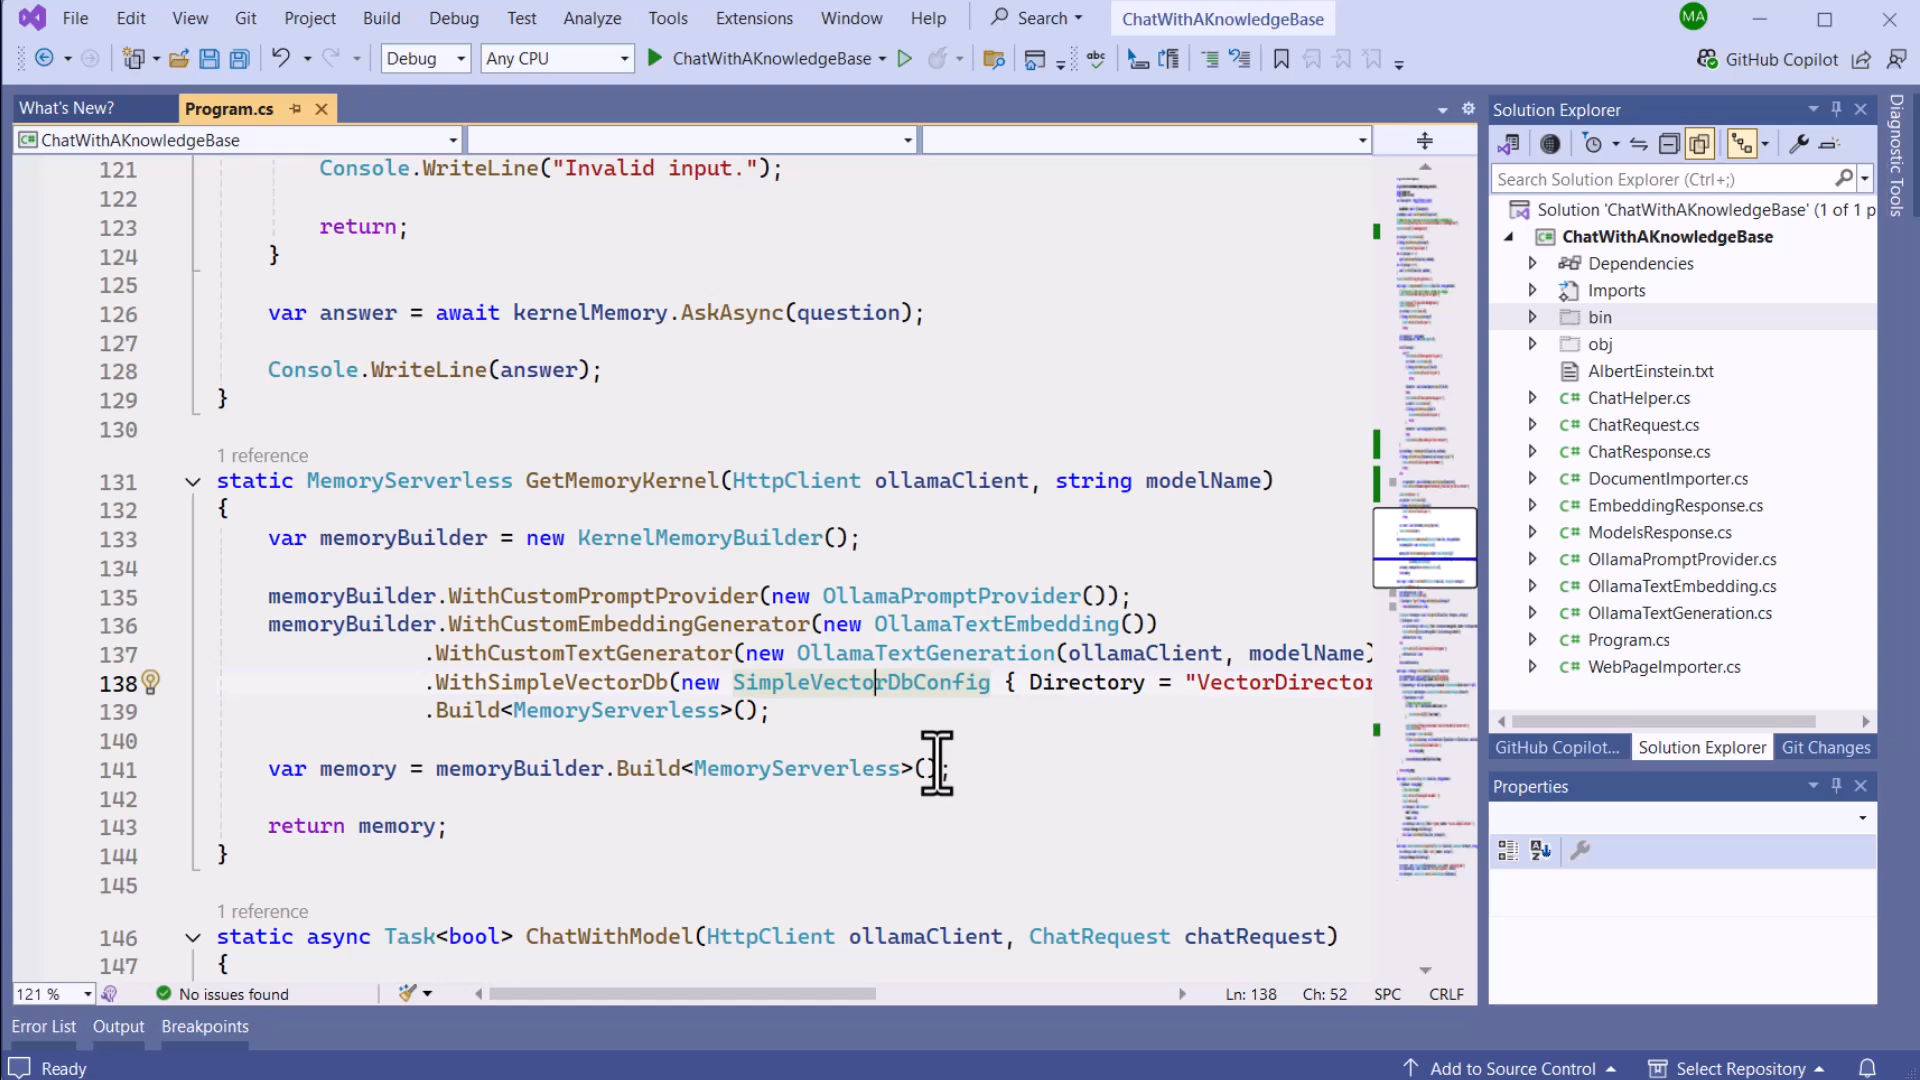 File Edit View Git Project Build Debug Test Analyze Tools Extensions Window Help Search ChatWithAKnowledgeBase MA
Debug Any CPU ChatWithAKnowledgeBase abc GitHub Copilot
What's New? Program.cs
C# ChatWithAKnowledgeBase
121 Console.WriteLine("Invalid input.");
122
123 return;
124 }
125
126 var answer = await kernelMemory.AskAsync(question);
127
128 Console.WriteLine(answer);
129 }
130
1 reference
131 static MemoryServerless GetMemoryKernel(HttpClient ollamaClient, string modelName)
132 {
133 var memoryBuilder = new KernelMemoryBuilder();
134
135 memoryBuilder.WithCustomPromptProvider(new OllamaPromptProvider());
136 memoryBuilder.WithCustomEmbeddingGenerator(new OllamaTextEmbedding())
137 .WithCustomTextGenerator(new OllamaTextGeneration(ollamaClient, modelName)
138 .WithSimpleVectorDb(new SimpleVectorDbConfig { Directory = "VectorDirector
139 .Build<MemoryServerless>();
140
141 var memory = memoryBuilder.Build<MemoryServerless>();
142
143 return memory;
144 }
145
1 reference
146 static async Task<bool> ChatWithModel(HttpClient ollamaClient, ChatRequest chatRequest)
147 {
121 % No issues found Ln: 138 Ch: 52 SPC CRLF
Error List Output Breakpoints
Ready Add to Source Control Select Repository
Solution Explorer
Search Solution Explorer (Ctrl+;)
Solution 'ChatWithAKnowledgeBase' (1 of 1 p
C# ChatWithAKnowledgeBase
Dependencies
Imports
bin
obj
AlbertEinstein.txt
C# ChatHelper.cs
C# ChatRequest.cs
C# ChatResponse.cs
C# DocumentImporter.cs
C# EmbeddingResponse.cs
C# ModelsResponse.cs
C# OllamaPromptProvider.cs
C# OllamaTextEmbedding.cs
C# OllamaTextGeneration.cs
C# Program.cs
C# WebPageImporter.cs
GitHub Copilot... Solution Explorer Git Changes
Properties
Diagnostic Tools